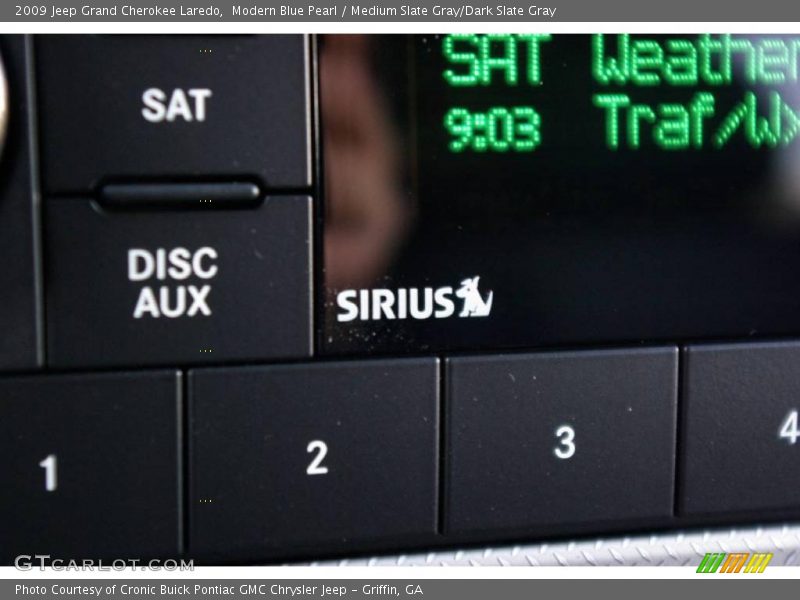 2009 Jeep Grand Cherokee Laredo, Modern Blue Pearl / Medium Slate Gray/Dark Slate Gray
SAT
SAT Weather
9:03 Traf/Wx
DISC
AUX
SIRIUS
1
2
3
4
GTCARLOT.COM
Photo Courtesy of Cronic Buick Pontiac GMC Chrysler Jeep - Griffin, GA